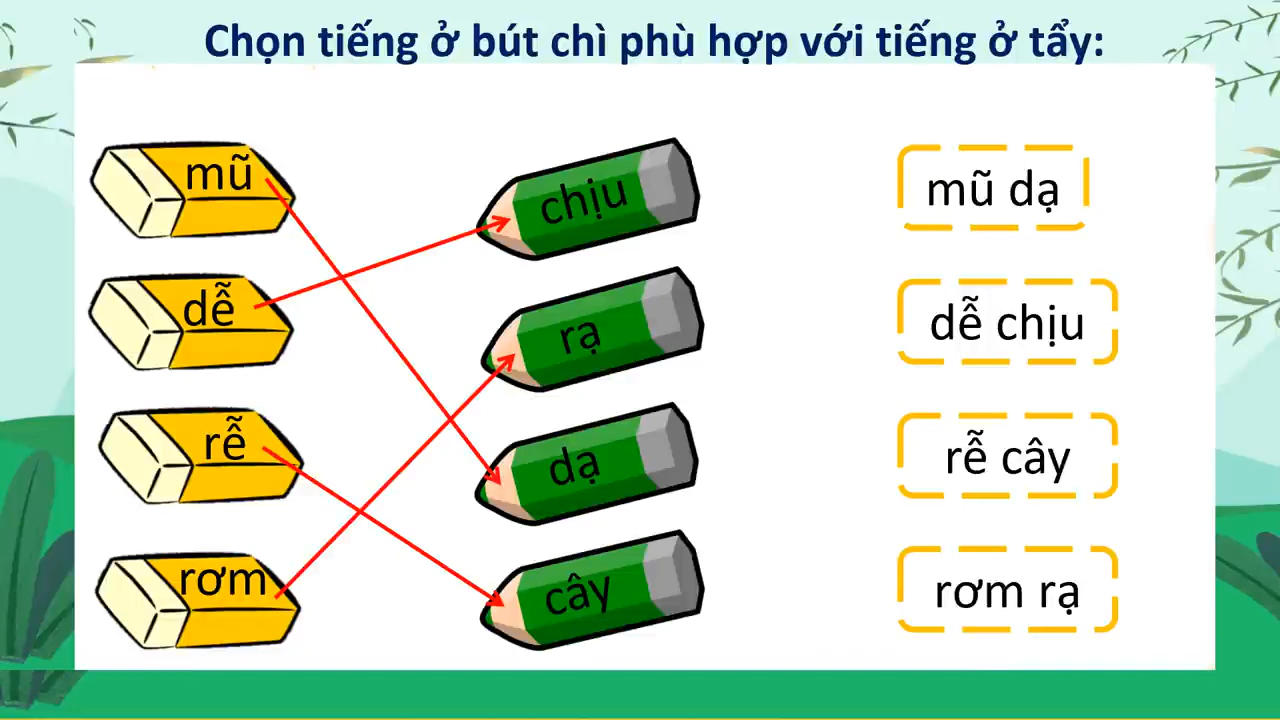 Chọn tiếng ở bút chì phù hợp với tiếng ở tẩy:
mũ
chịu
mũ dạ
dễ
rạ
dễ chịu
rễ
dạ
rễ cây
rơm
cây
rơm rạ